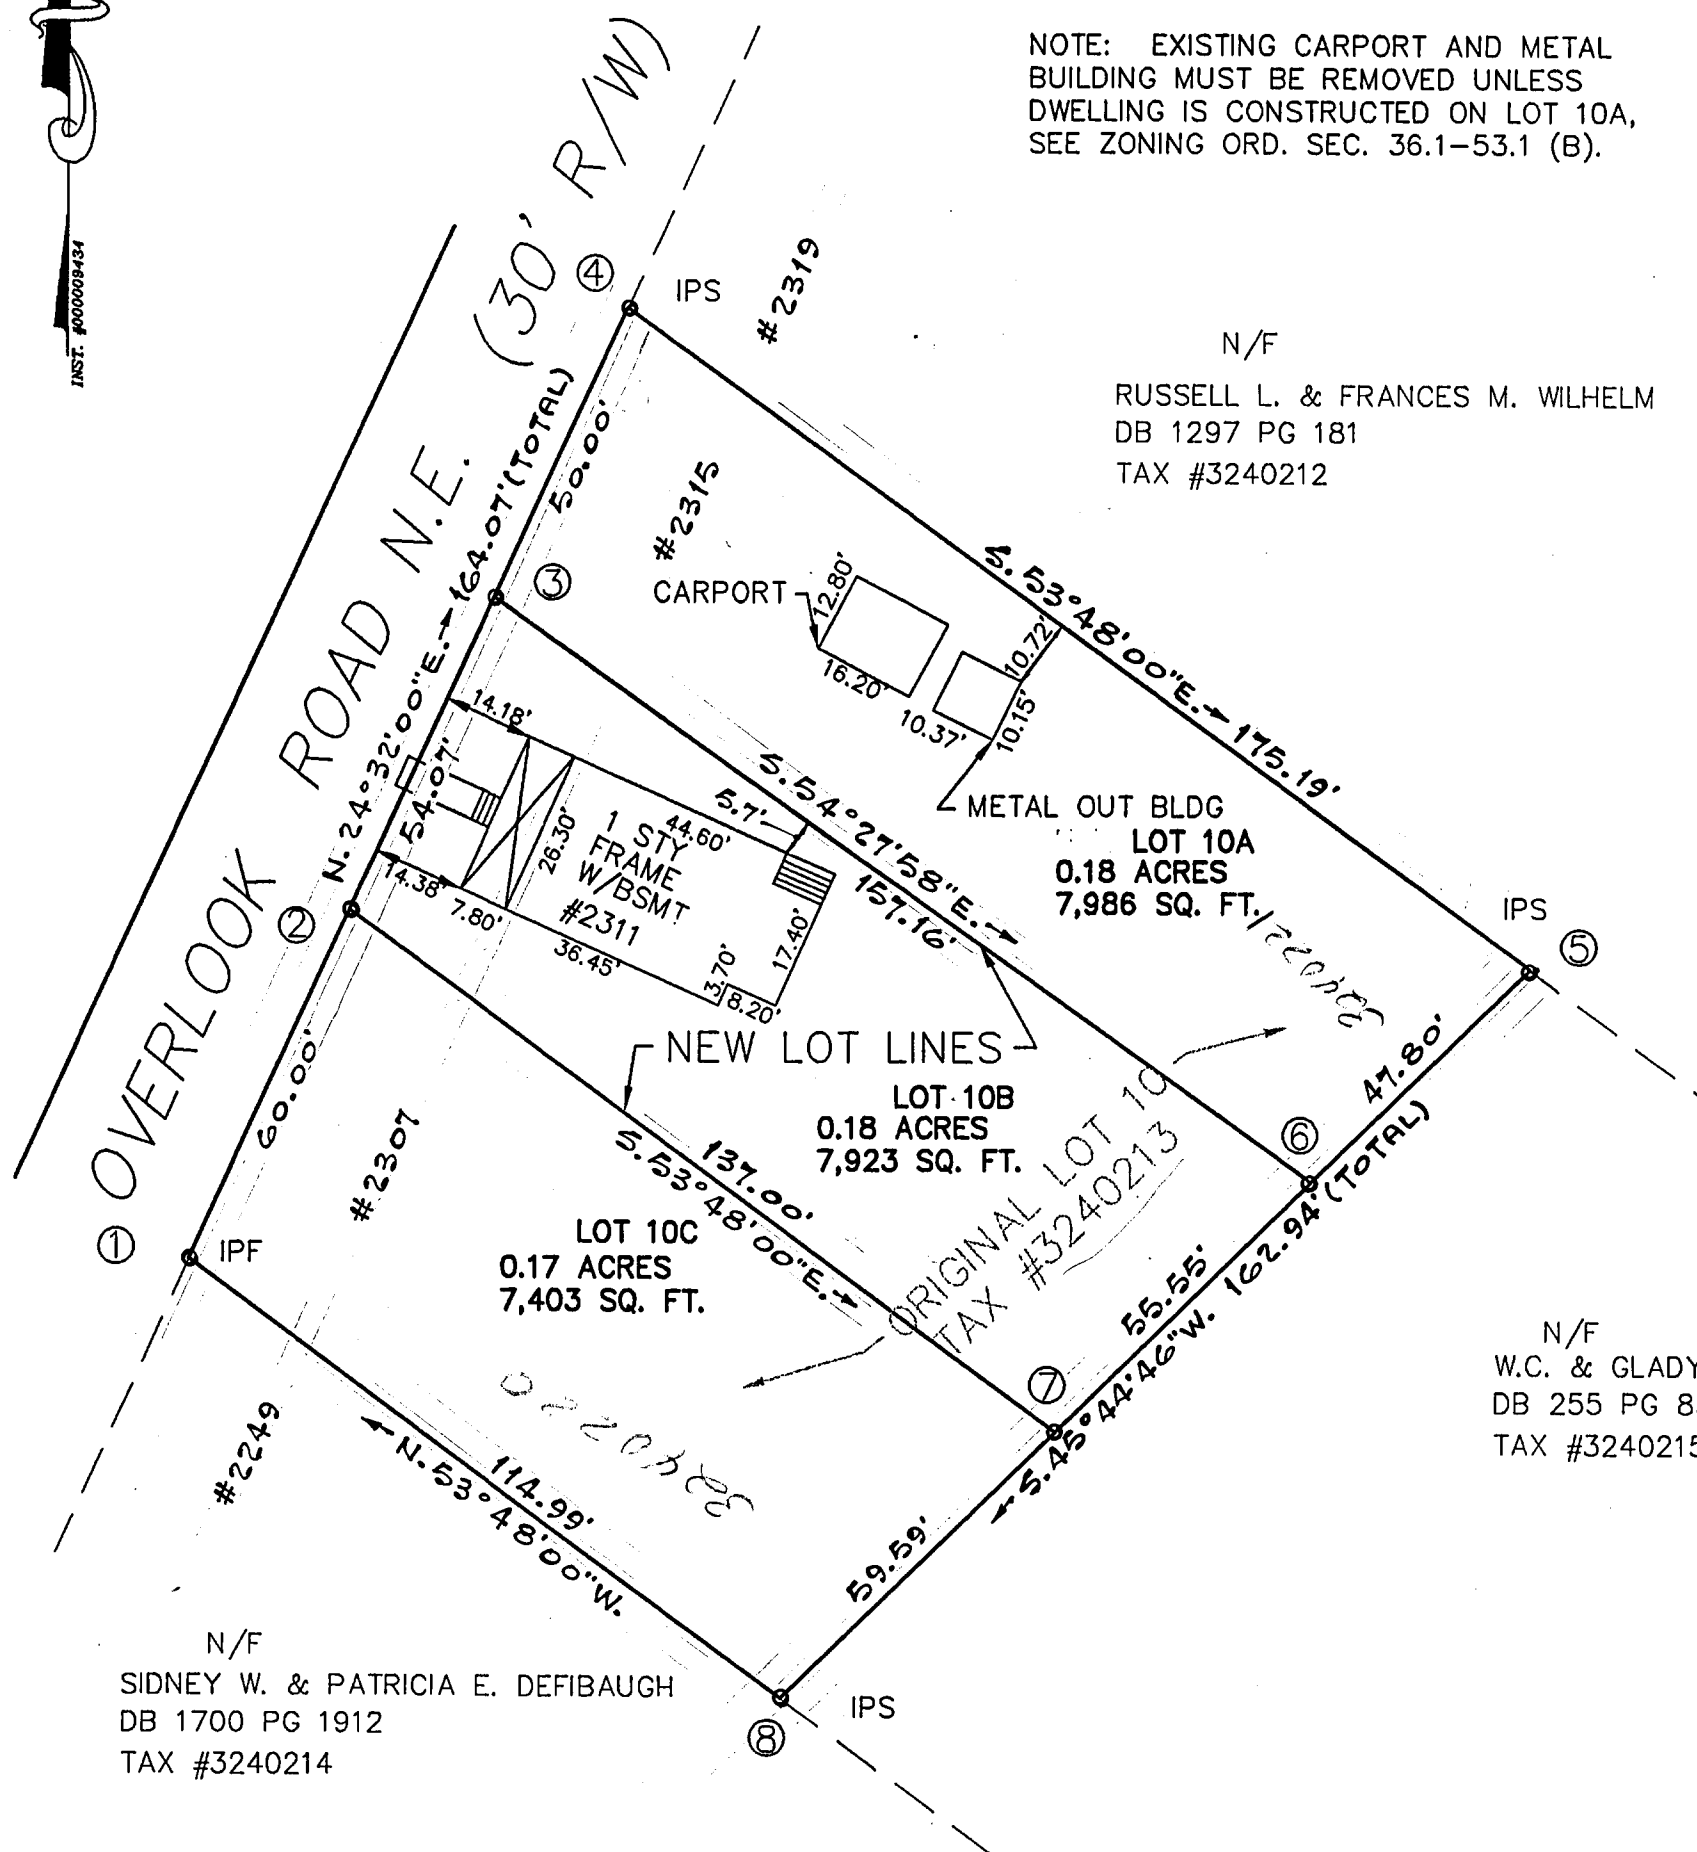 NOTE: EXISTING CARPORT AND METAL
BUILDING MUST BE REMOVED UNLESS
DWELLING IS CONSTRUCTED ON LOT 10A,
SEE ZONING ORD. SEC. 36.1-53.1 (B).
INST. #000009434
OVERLOOK ROAD N.E. (30' R/W)
④ IPS
#2319
N/F
RUSSELL L. & FRANCES M. WILHELM
DB 1297 PG 181
TAX #3240212
N. 24°32'00"E. 164.07' (TOTAL)
50.00'
#2315
③
CARPORT
12.80'
16.20'
10.72'
10.37'
10.15'
S. 53°48'00"E. 175.19'
METAL OUT BLDG
LOT 10A
0.18 ACRES
7,986 SQ. FT.
3240221
S. 54°27'58"E.
157.16'
14.18'
54.07'
5.7'
44.60'
26.30'
1 STY
FRAME
W/BSMT
#2311
14.38'
7.80'
36.45'
3.70'
8.20'
17.40'
②
IPS
⑤
47.80'
NEW LOT LINES
LOT 10B
0.18 ACRES
7,923 SQ. FT.
ORIGINAL LOT 10
TAX #3240213
⑥
S. 45°44'46"W. 162.94' (TOTAL)
55.55'
60.00'
#2307
137.00'
S. 53°48'00"E.
① IPF
LOT 10C
0.17 ACRES
7,403 SQ. FT.
3240220
⑦
N/F
W.C. & GLADY
DB 255 PG 8
TAX #3240215
#2249
114.99'
N. 53°48'00"W.
59.59'
N/F
SIDNEY W. & PATRICIA E. DEFIBAUGH
DB 1700 PG 1912
TAX #3240214
IPS
⑧